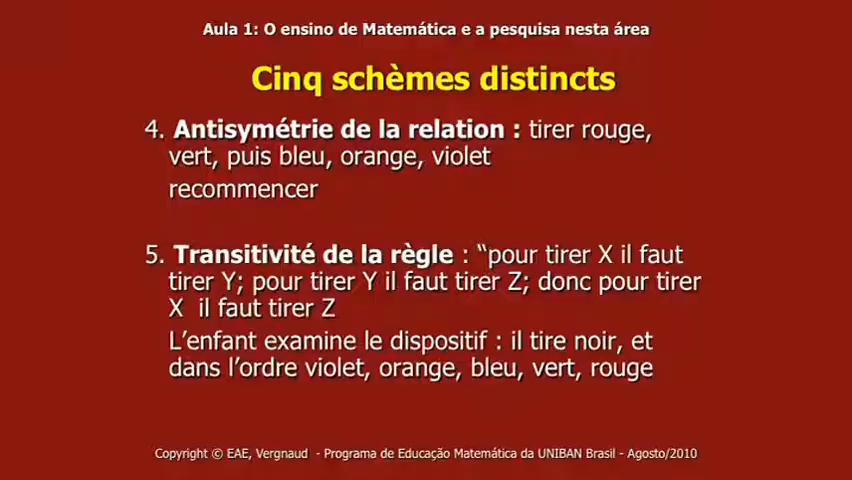 Aula 1: O ensino de Matemática e a pesquisa nesta área
Cinq schèmes distincts
4. Antisymétrie de la relation : tirer rouge,
vert, puis bleu, orange, violet
recommencer
5. Transitivité de la règle : “pour tirer X il faut
tirer Y; pour tirer Y il faut tirer Z; donc pour tirer
X il faut tirer Z
L’enfant examine le dispositif : il tire noir, et
dans l’ordre violet, orange, bleu, vert, rouge
Copyright © EAE, Vergnaud - Programa de Educação Matemática da UNIBAN Brasil - Agosto/2010